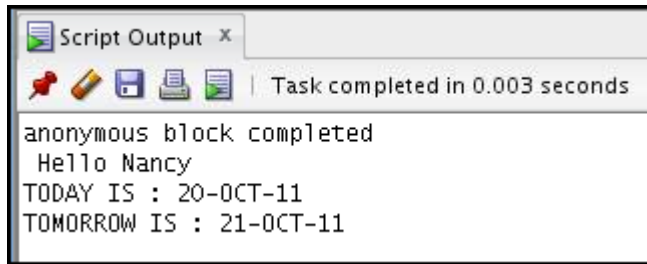 Script Output x
Task completed in 0.003 seconds
anonymous block completed
Hello Nancy
TODAY IS : 20-OCT-11
TOMORROW IS : 21-OCT-11